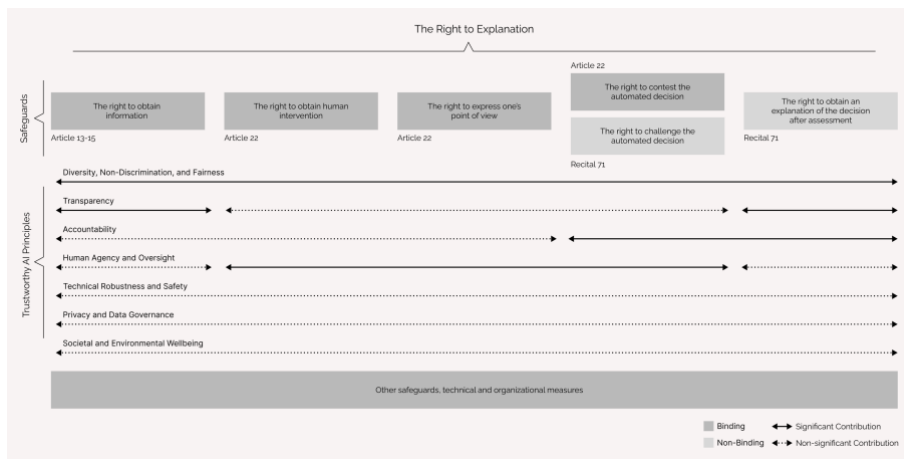 The Right to Explanation
Safeguards
Article 22
The right to obtain
information
Article 13-15
The right to obtain human
intervention
Article 22
The right to express one's
point of view
Article 22
The right to contest the
automated decision
The right to challenge the
automated decision
Recital 71
The right to obtain an
explanation of the decision
after assessment
Recital 71
Trustworthy AI Principles
Diversity, Non-Discrimination, and Fairness
Transparency
Accountability
Human Agency and Oversight
Technical Robustness and Safety
Privacy and Data Governance
Societal and Environmental Wellbeing
Other safeguards, technical and organizational measures
Binding
Significant Contribution
Non-Binding
Non-significant Contribution